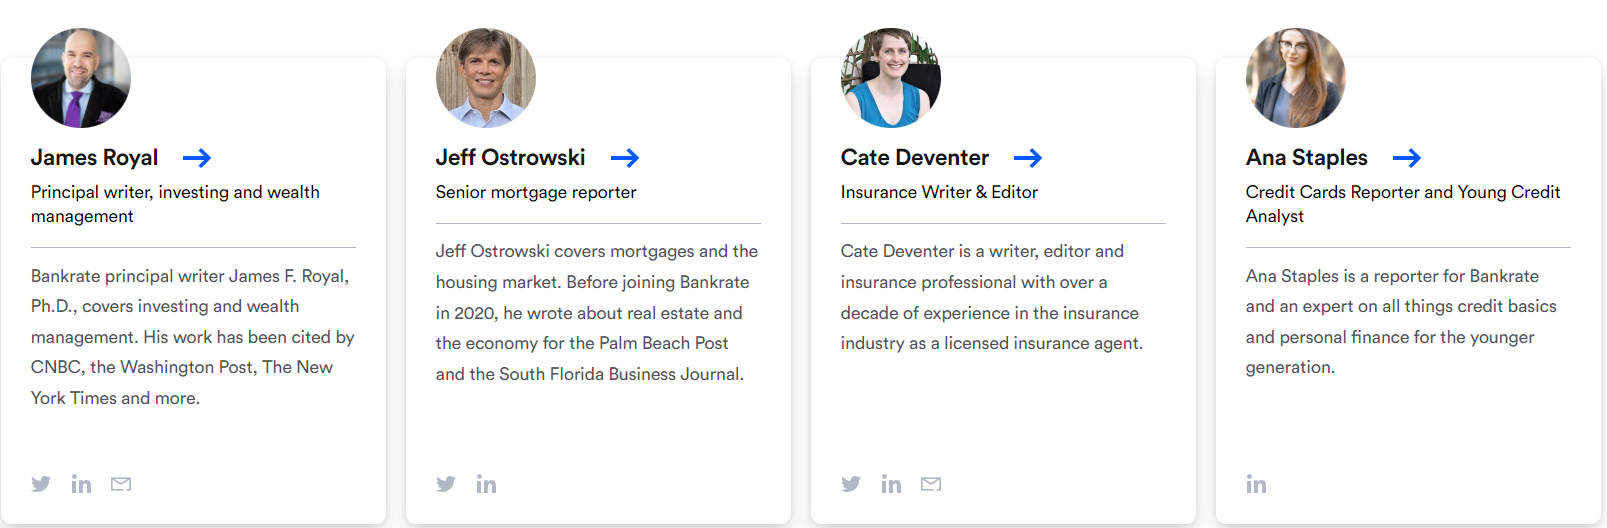 James Royal
Principal writer, investing and wealth
management
Bankrate principal writer James F. Royal,
Ph.D., covers investing and wealth
management. His work has been cited by
CNBC, the Washington Post, The New
York Times and more.
in
Jeff Ostrowski
Senior mortgage reporter
Jeff Ostrowski covers mortgages and the
housing market. Before joining Bankrate
in 2020, he wrote about real estate and
the economy for the Palm Beach Post
and the South Florida Business Journal.
in
Cate Deventer
Insurance Writer & Editor
Cate Deventer is a writer, editor and
insurance professional with over a
decade of experience in the insurance
industry as a licensed insurance agent.
in
Ana Staples
Credit Cards Reporter and Young Credit
Analyst
Ana Staples is a reporter for Bankrate
and an expert on all things credit basics
and personal finance for the younger
generation.
in